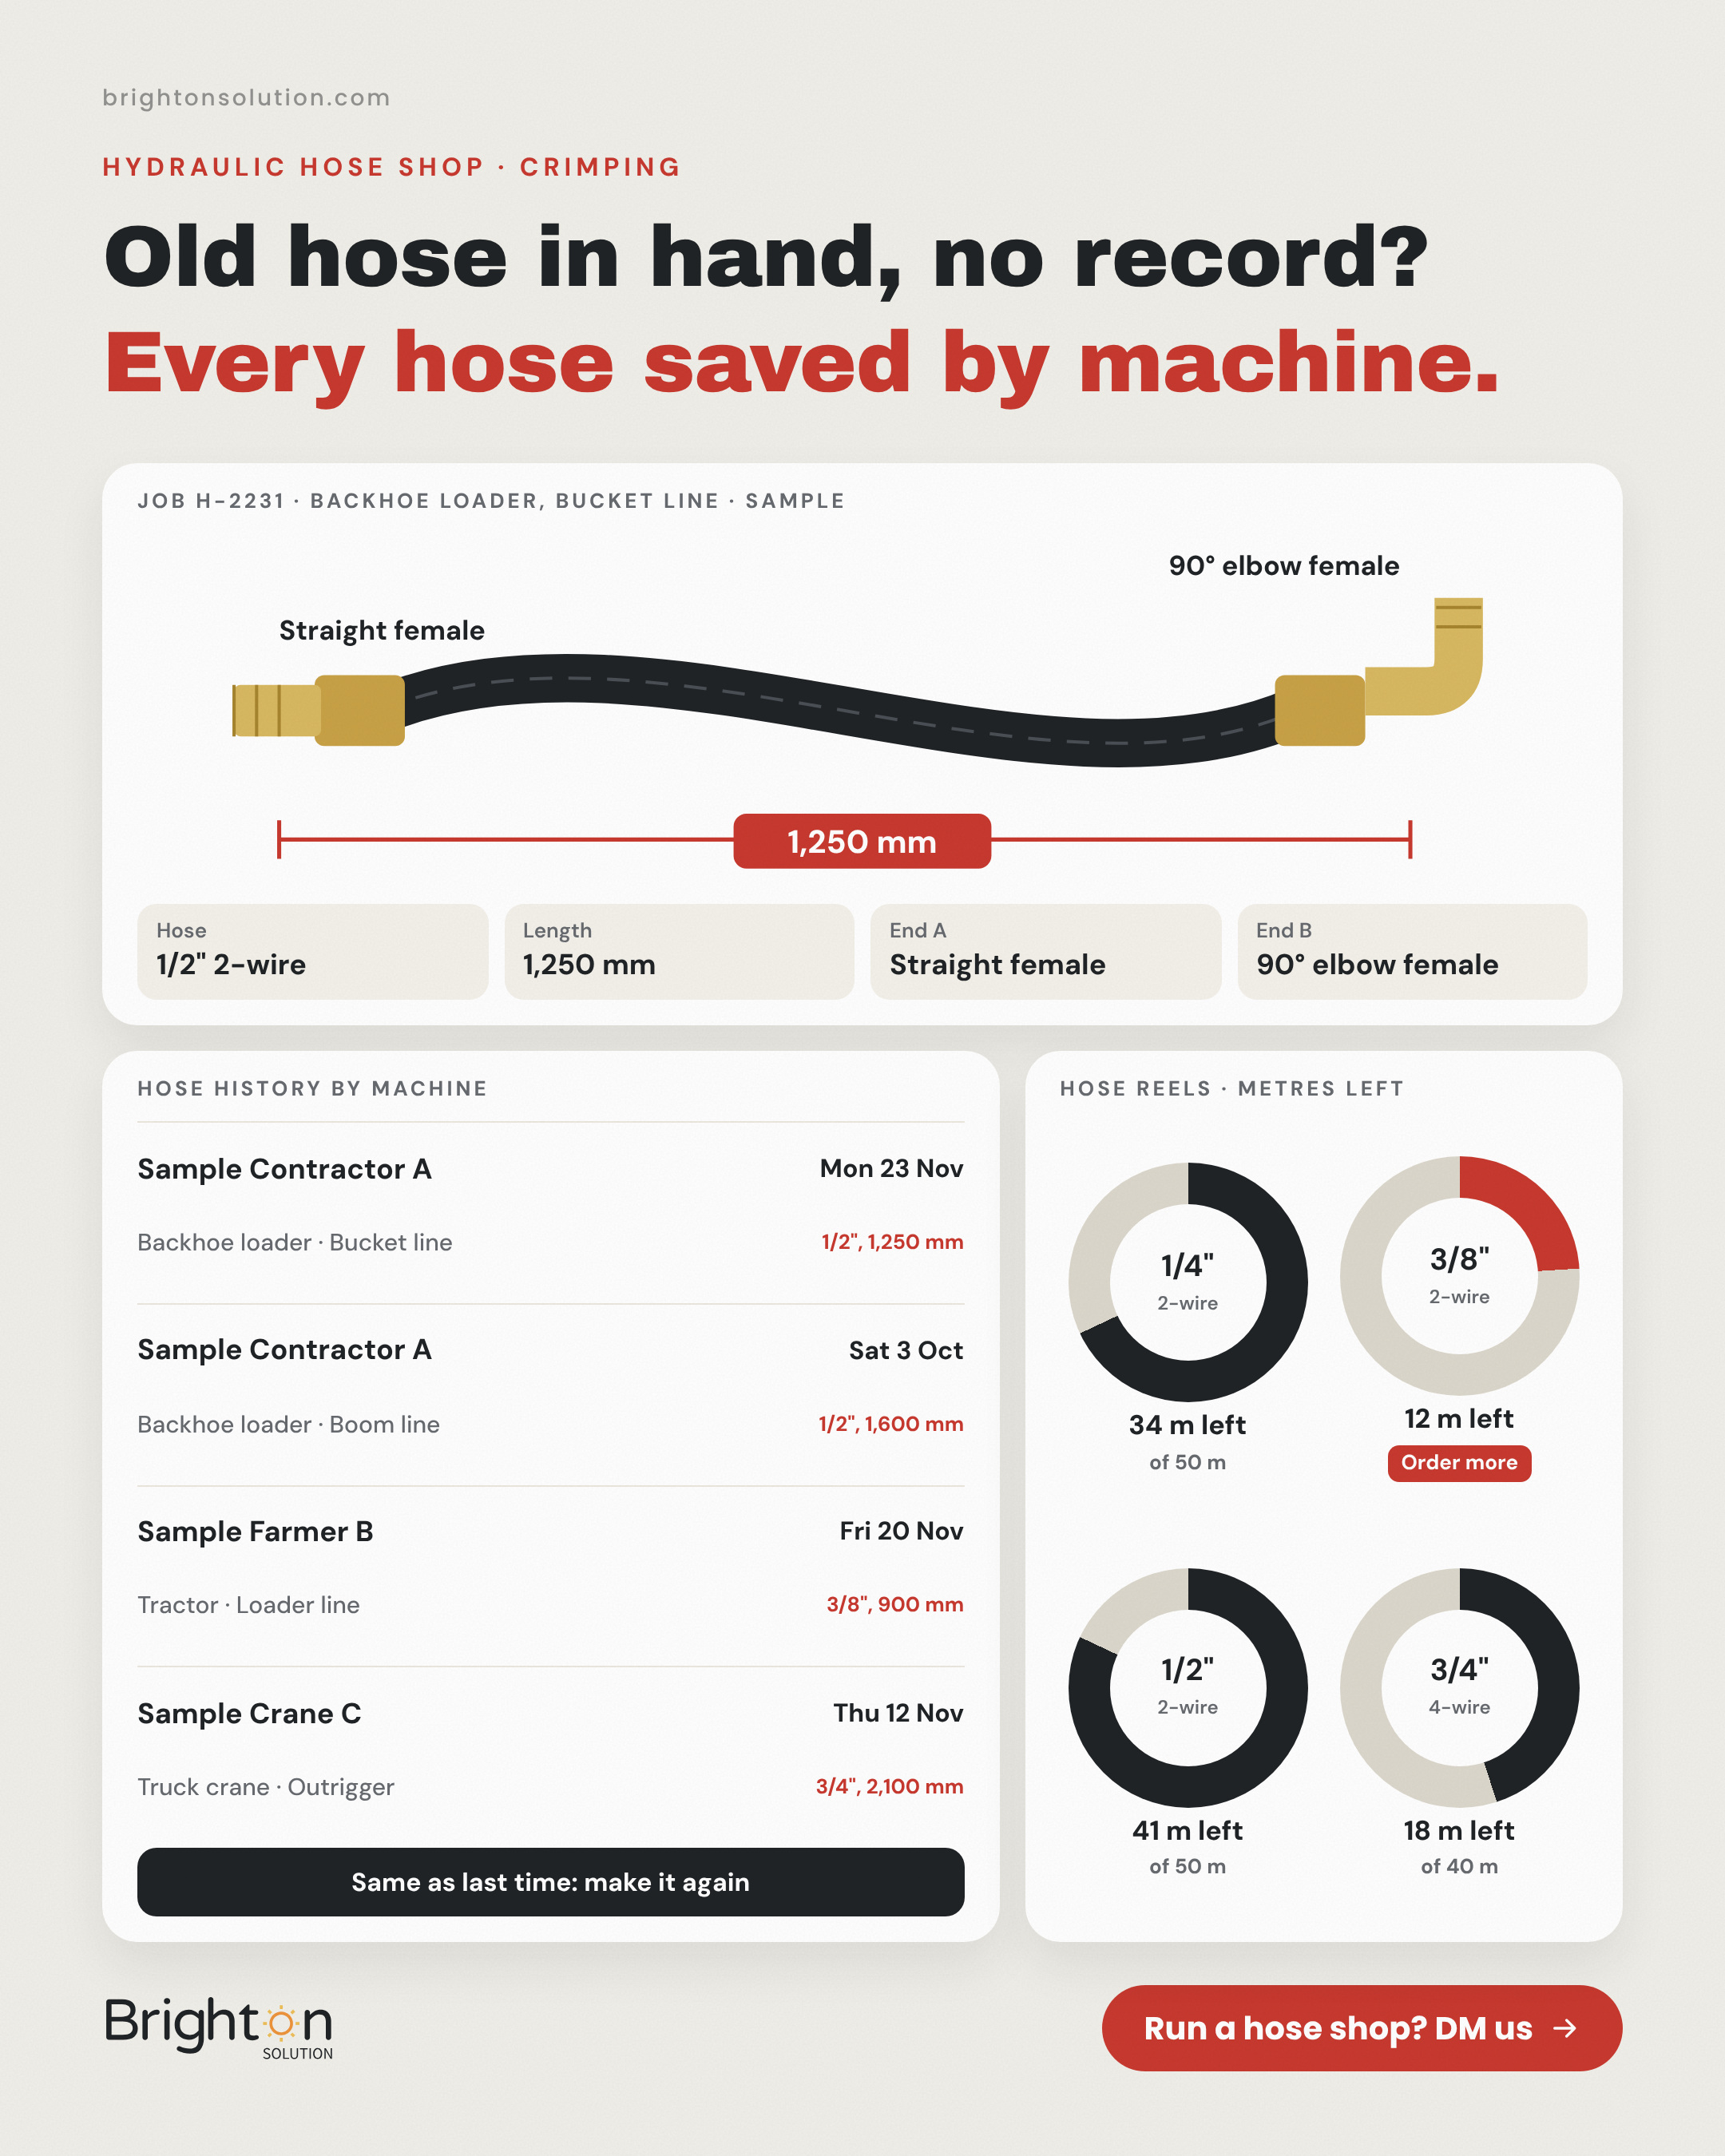 brightonsolution.com
HYDRAULIC HOSE SHOP · CRIMPING
Old hose in hand, no record?
Every hose saved by machine.
JOB H-2231 · BACKHOE LOADER, BUCKET LINE · SAMPLE
90° elbow female
Straight female
1,250 mm
Hose
1/2" 2-wire
Length
1,250 mm
End A
Straight female
End B
90° elbow female
HOSE HISTORY BY MACHINE
Sample Contractor A
Mon 23 Nov
Backhoe loader · Bucket line
1/2", 1,250 mm
Sample Contractor A
Sat 3 Oct
Backhoe loader · Boom line
1/2", 1,600 mm
Sample Farmer B
Fri 20 Nov
Tractor · Loader line
3/8", 900 mm
Sample Crane C
Thu 12 Nov
Truck crane · Outrigger
3/4", 2,100 mm
Same as last time: make it again
HOSE REELS · METRES LEFT
1/4"
2-wire
34 m left
of 50 m
3/8"
2-wire
12 m left
Order more
1/2"
2-wire
41 m left
of 50 m
3/4"
4-wire
18 m left
of 40 m
Brighton
SOLUTION
Run a hose shop? DM us →